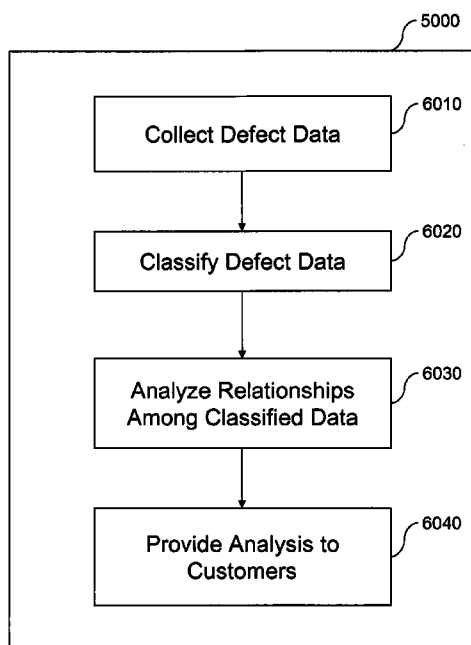 5000
6010
Collect Defect Data
6020
Classify Defect Data
6030
Analyze Relationships
Among Classified Data
6040
Provide Analysis to
Customers